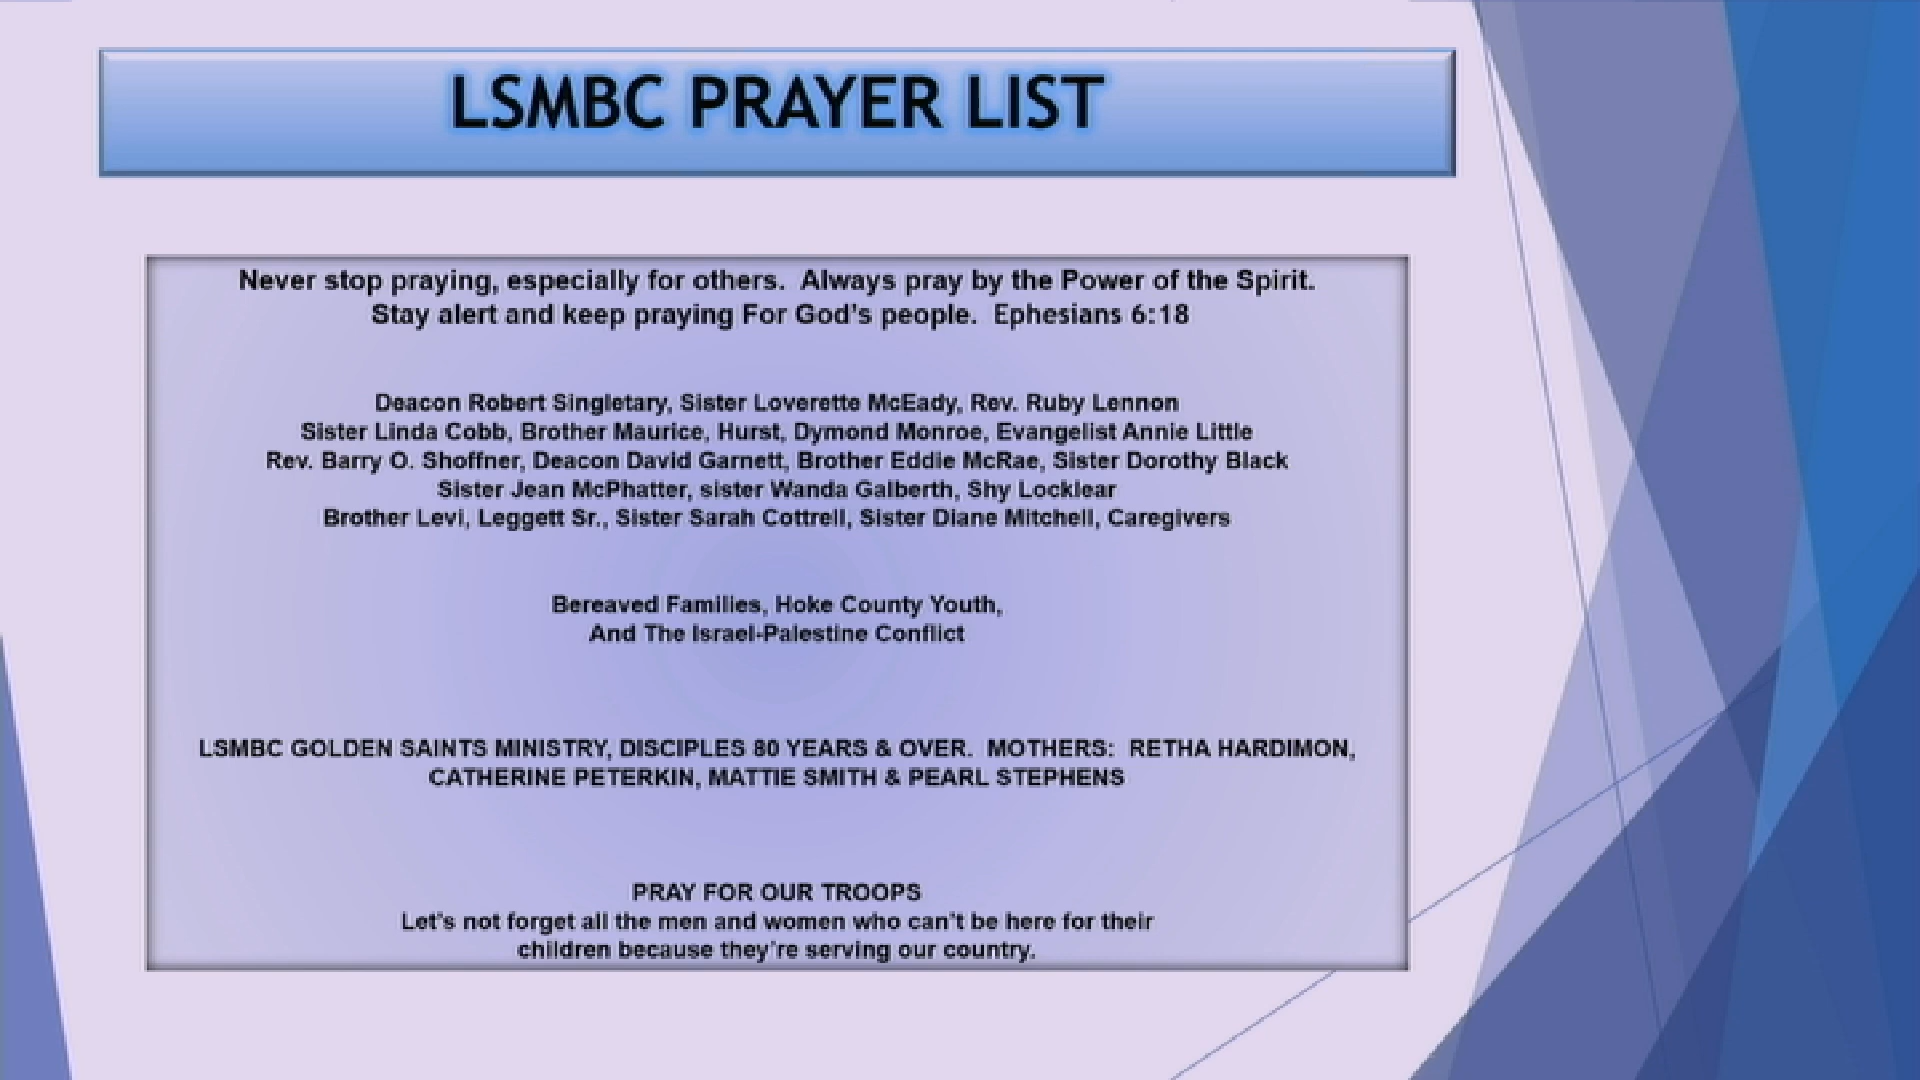 LSMBC PRAYER LIST
Never stop praying, especially for others.  Always pray by the Power of the Spirit.
Stay alert and keep praying For God's people.  Ephesians 6:18
Deacon Robert Singletary, Sister Loverette McEady, Rev. Ruby Lennon
Sister Linda Cobb, Brother Maurice, Hurst, Dymond Monroe, Evangelist Annie Little
Rev. Barry O. Shoffner, Deacon David Garnett, Brother Eddie McRae, Sister Dorothy Black
Sister Jean McPhatter, sister Wanda Galberth, Shy Locklear
Brother Levi, Leggett Sr., Sister Sarah Cottrell, Sister Diane Mitchell, Caregivers
Bereaved Families, Hoke County Youth,
And The Israel-Palestine Conflict
LSMBC GOLDEN SAINTS MINISTRY, DISCIPLES 80 YEARS & OVER.  MOTHERS:  RETHA HARDIMON,
CATHERINE PETERKIN, MATTIE SMITH & PEARL STEPHENS
PRAY FOR OUR TROOPS
Let's not forget all the men and women who can't be here for their
children because they're serving our country.